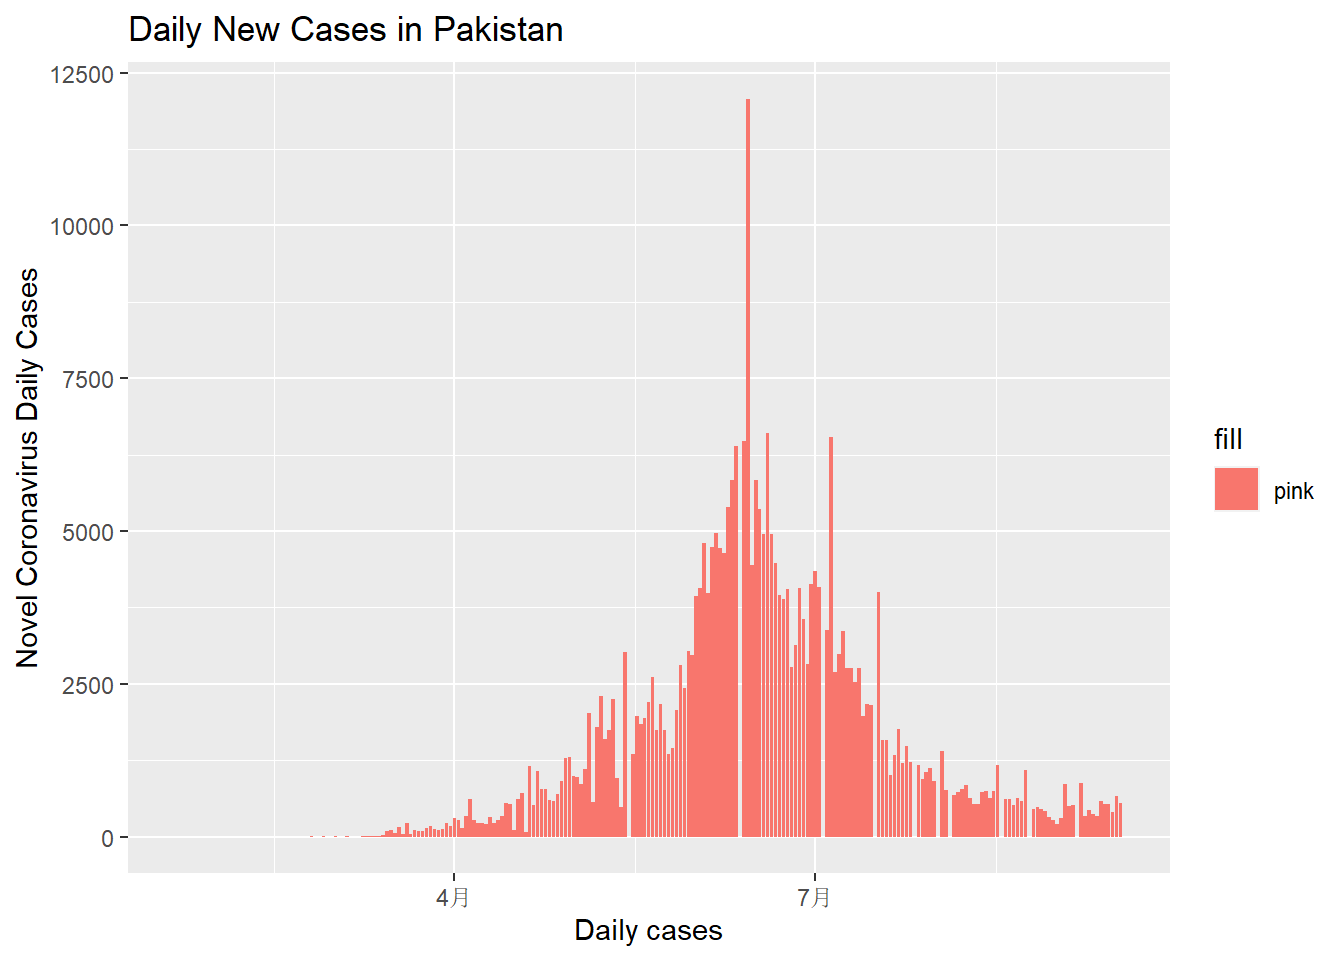 Daily New Cases in Pakistan
Novel Coronavirus Daily Cases
12500
10000
7500
5000
2500
0
4月
7月
Daily cases
fill
pink